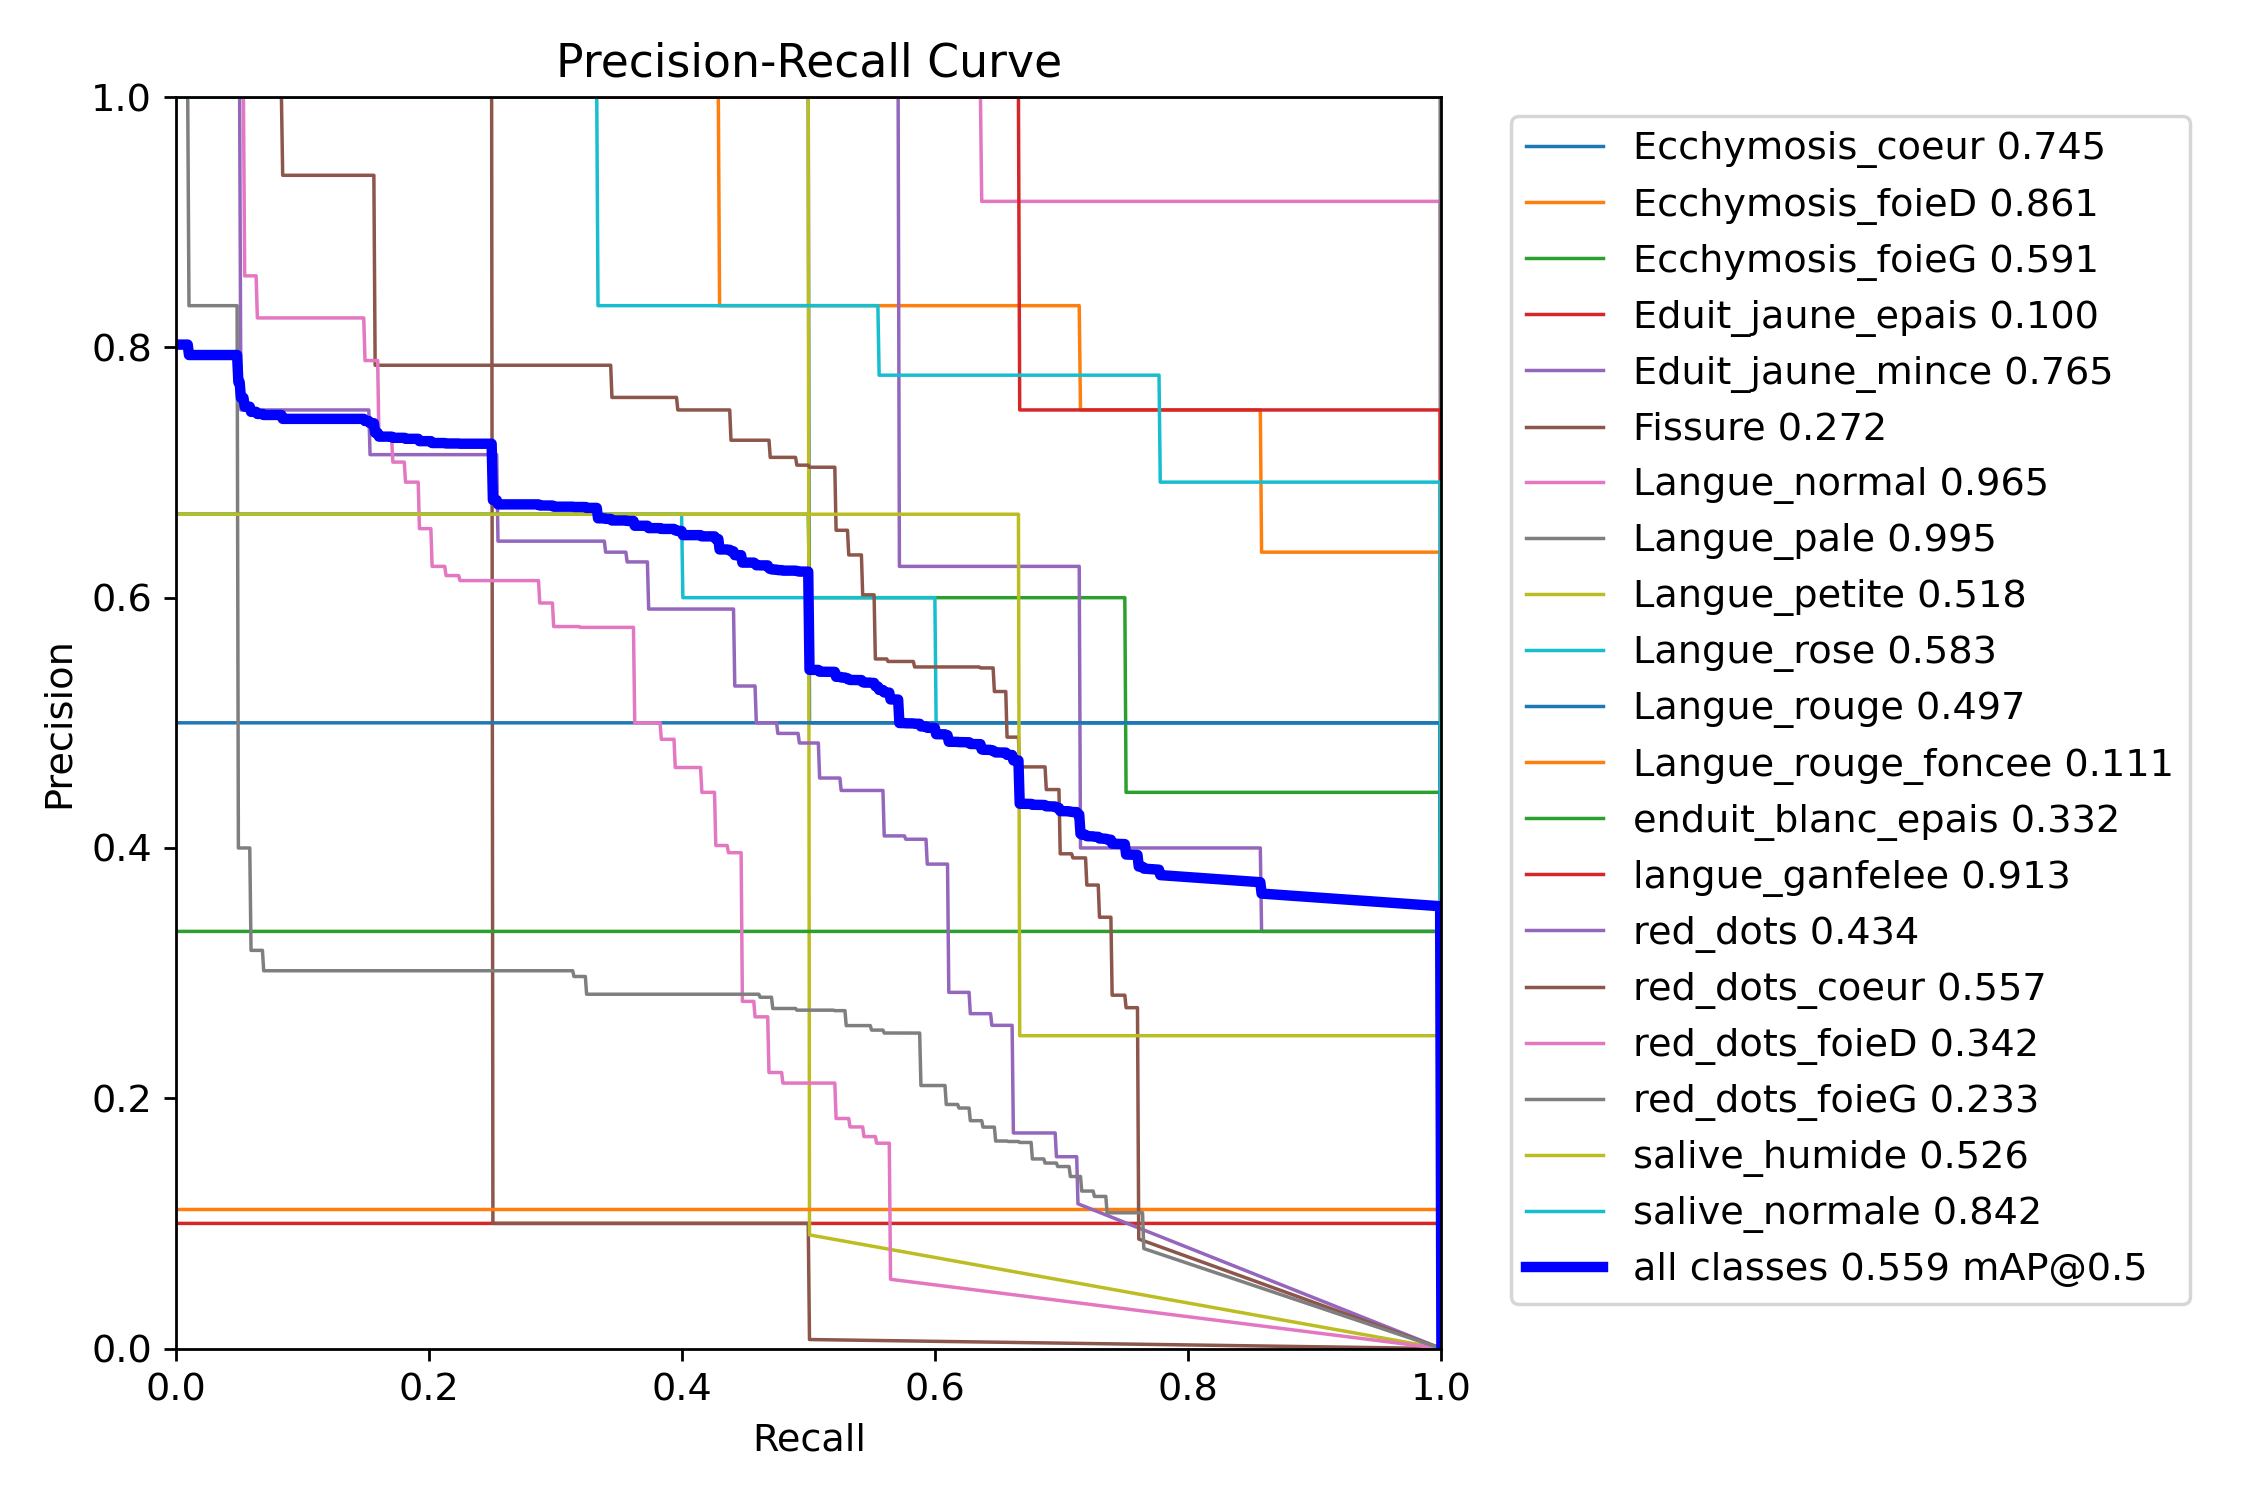 Precision-Recall Curve
1.0
0.8
0.6
0.4
0.2
0.0
Precision
0.0 0.2 0.4 0.6 0.8 1.0
Recall
Ecchymosis_coeur 0.745
Ecchymosis_foieD 0.861
Ecchymosis_foieG 0.591
Eduit_jaune_epais 0.100
Eduit_jaune_mince 0.765
Fissure 0.272
Langue_normal 0.965
Langue_pale 0.995
Langue_petite 0.518
Langue_rose 0.583
Langue_rouge 0.497
Langue_rouge_foncee 0.111
enduit_blanc_epais 0.332
langue_ganfelee 0.913
red_dots 0.434
red_dots_coeur 0.557
red_dots_foieD 0.342
red_dots_foieG 0.233
salive_humide 0.526
salive_normale 0.842
all classes 0.559 mAP@0.5